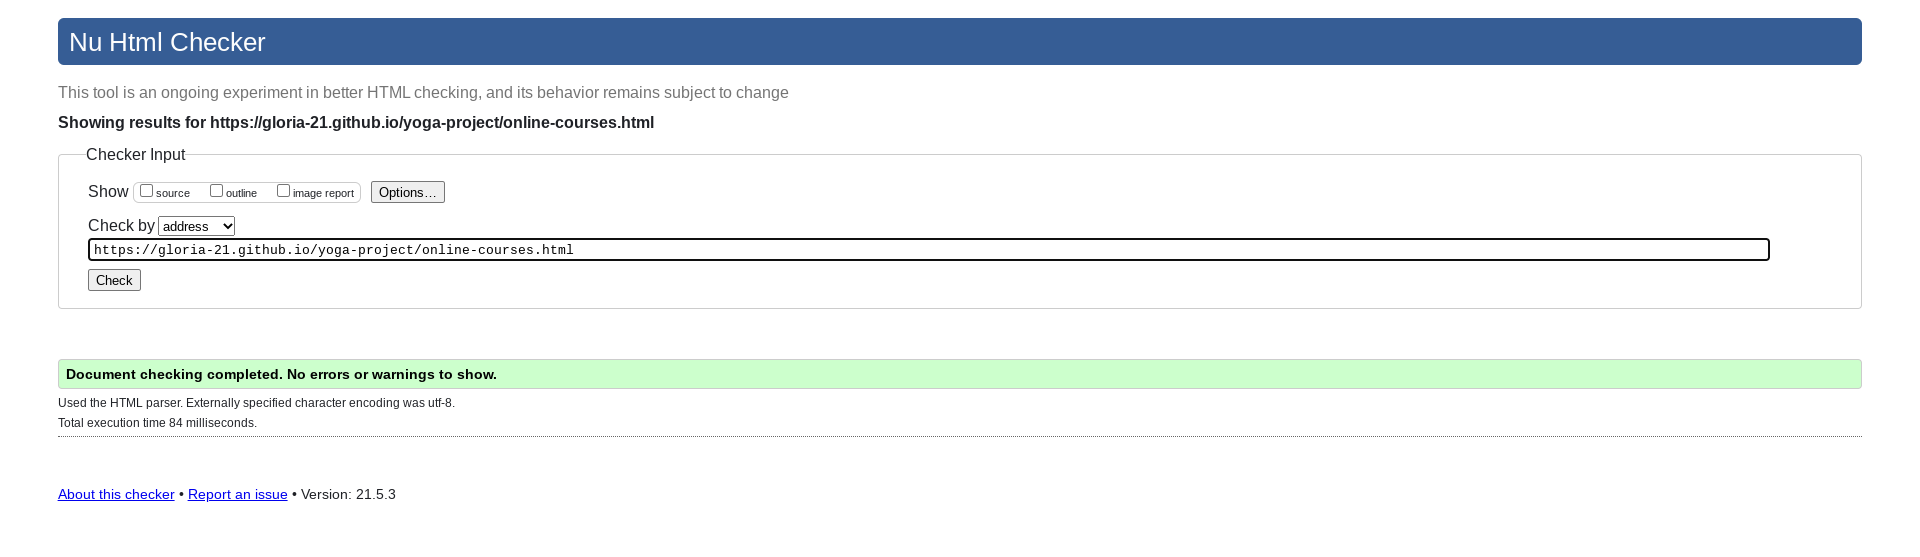 Nu Html Checker
This tool is an ongoing experiment in better HTML checking, and its behavior remains subject to change
Showing results for https://gloria-21.github.io/yoga-project/online-courses.html
Checker Input
Show source outline image report Options...
Check by address
https://gloria-21.github.io/yoga-project/online-courses.html
Check
Document checking completed. No errors or warnings to show.
Used the HTML parser. Externally specified character encoding was utf-8.
Total execution time 84 milliseconds.
About this checker • Report an issue • Version: 21.5.3